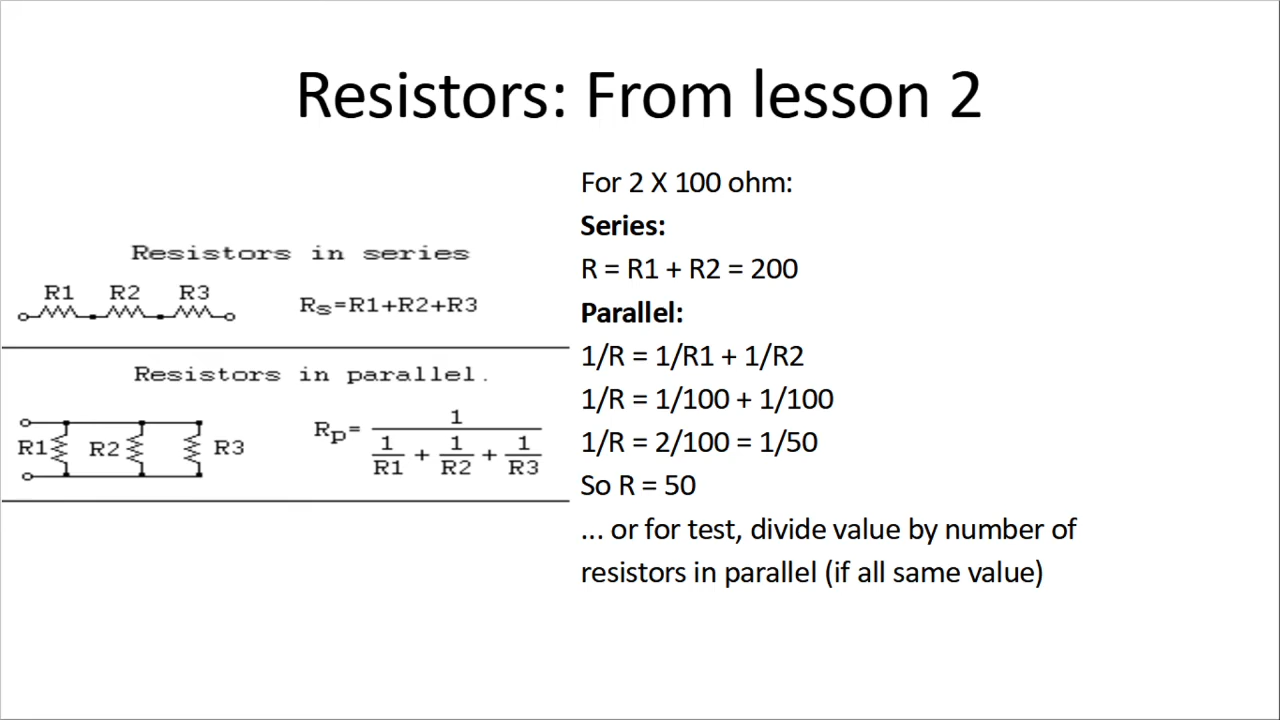 Resistors: From lesson 2
Resistors in series
R1 R2 R3
Rs=R1+R2+R3
Resistors in parallel.
R1 R2 R3
Rp= 1
1 + 1 + 1
R1 R2 R3
For 2 X 100 ohm:
Series:
R = R1 + R2 = 200
Parallel:
1/R = 1/R1 + 1/R2
1/R = 1/100 + 1/100
1/R = 2/100 = 1/50
So R = 50
... or for test, divide value by number of
resistors in parallel (if all same value)